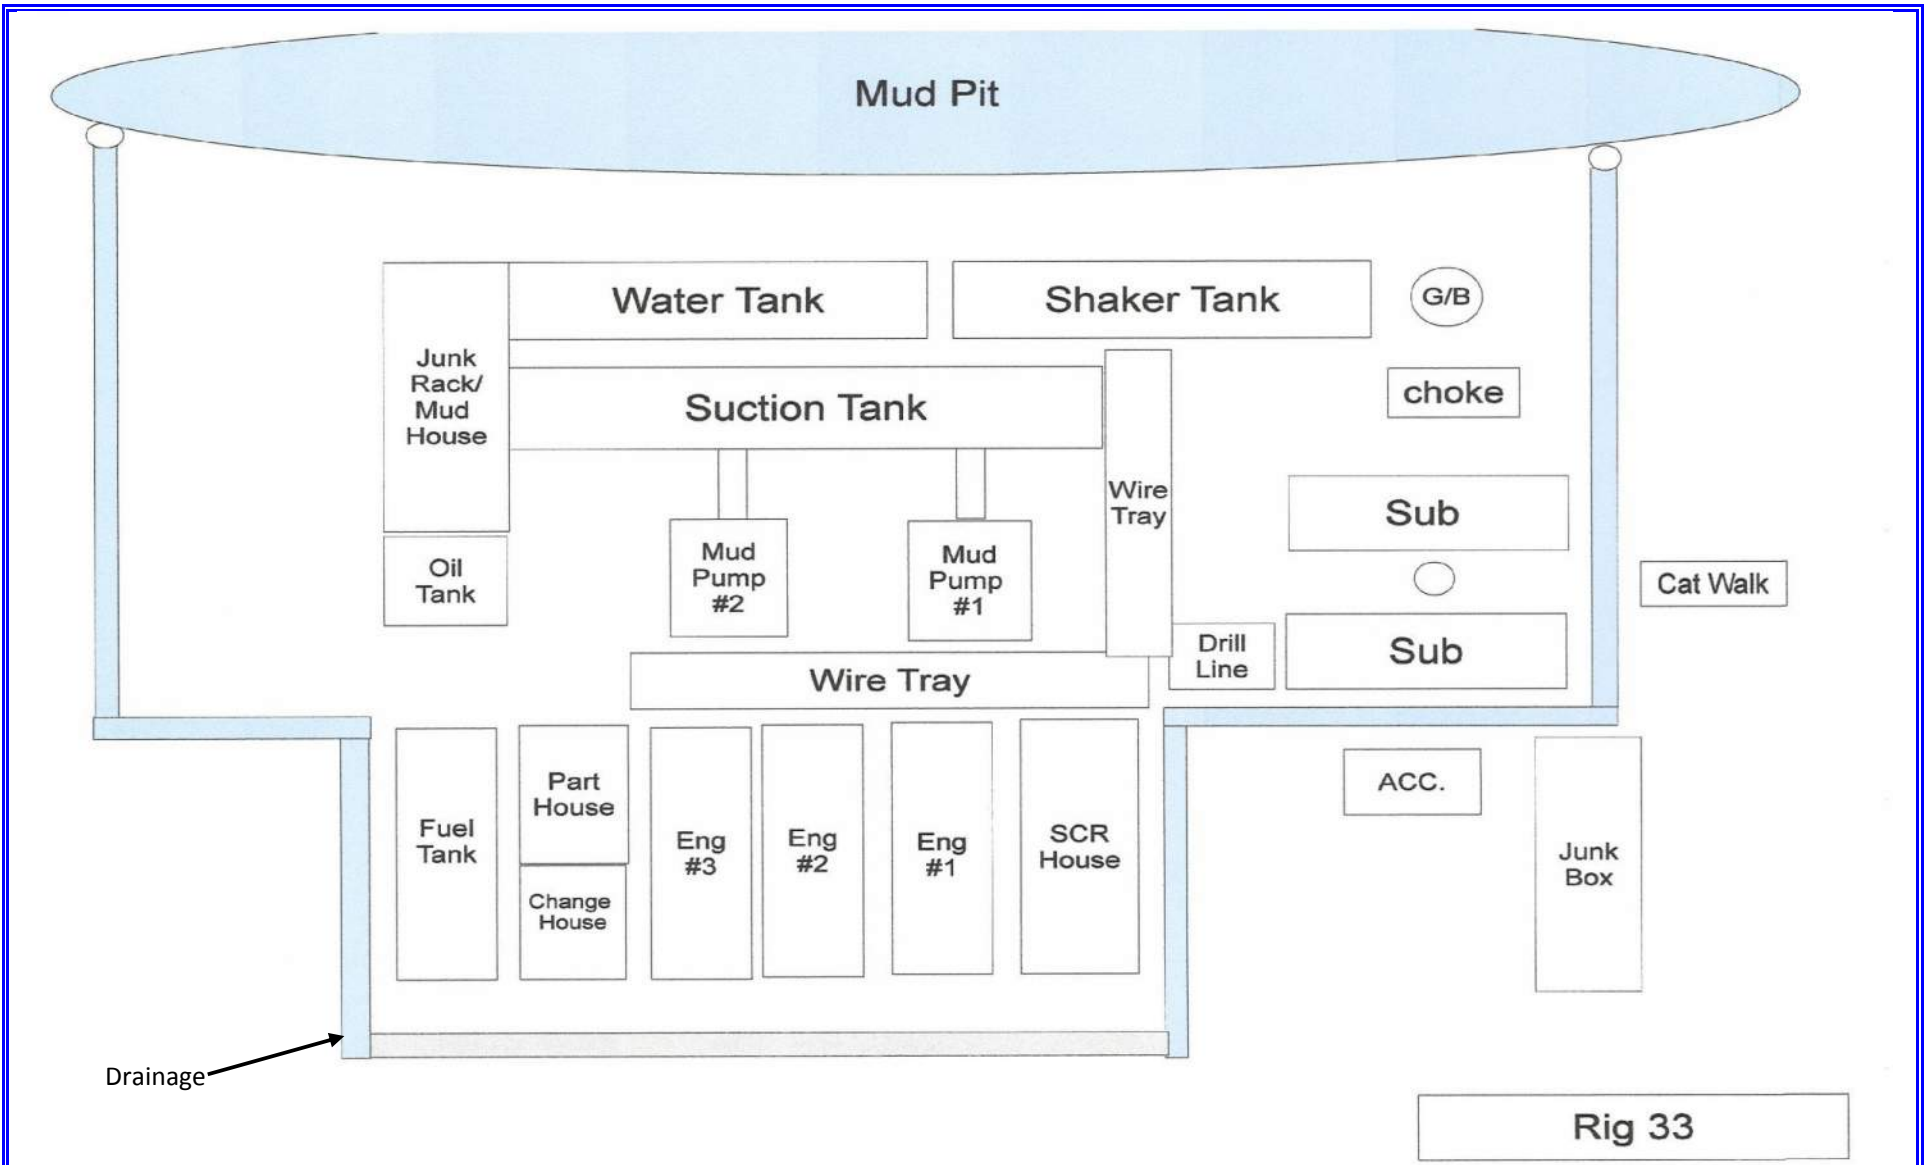 Mud Pit
Water Tank
Shaker Tank
G/B
Junk
Rack/
Mud
House
Suction Tank
choke
Wire
Tray
Sub
Mud
Pump
#2
Mud
Pump
#1
Oil
Tank
Cat Walk
Drill
Line
Sub
Wire Tray
Fuel
Tank
Part
House
Change
House
Eng
#3
Eng
#2
Eng
#1
SCR
House
ACC.
Junk
Box
Drainage
Rig 33